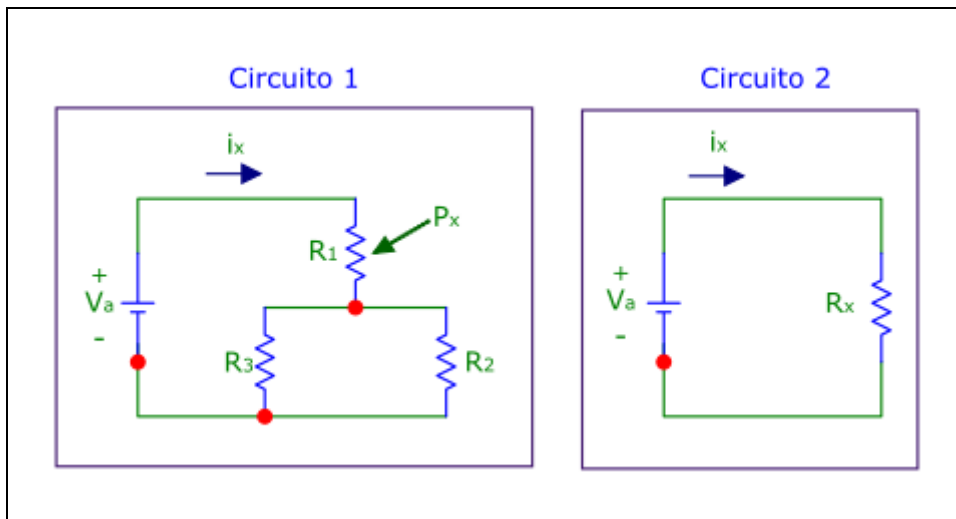 Circuito 1
ix
Px
R1
+
Va
-
R3
R2
Circuito 2
ix
+
Va
-
Rx